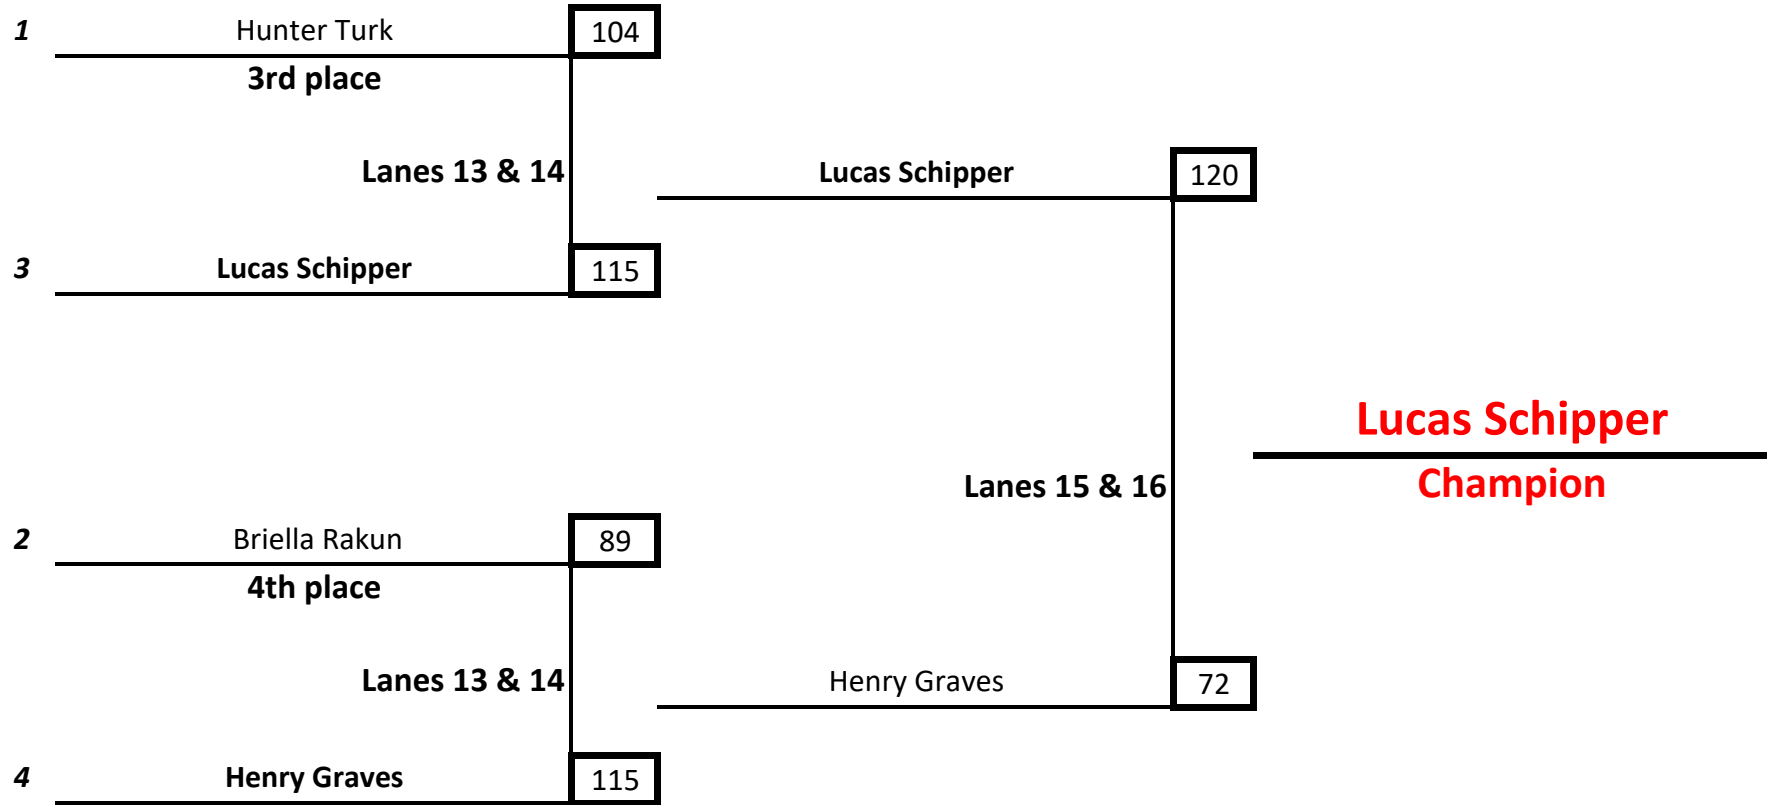 1 Hunter Turk 104
3rd place
Lanes 13 & 14 Lucas Schipper 120
3 Lucas Schipper 115
Lucas Schipper
Lanes 15 & 16 Champion
2 Briella Rakun 89
4th place
Lanes 13 & 14 Henry Graves 72
4 Henry Graves 115